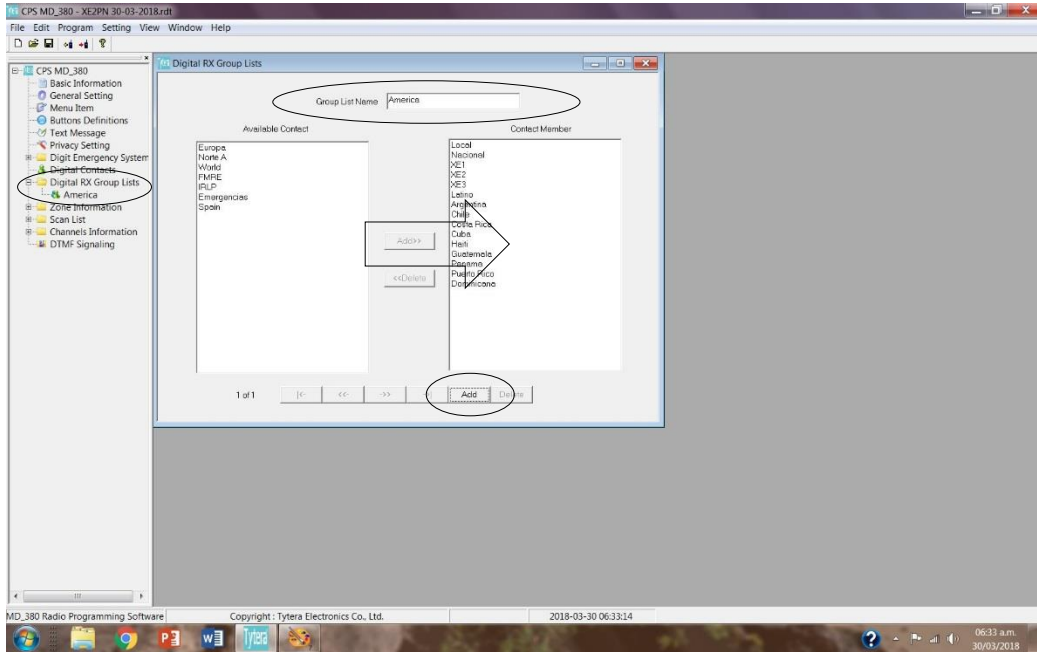 CPS MD_380 - XE2PN 30-03-2018.rdt
File Edit Program Setting View Window Help
CPS MD_380
Basic Information
General Setting
Menu Item
Buttons Definitions
Text Message
Privacy Setting
Digit Emergency System
Digital Contacts
Digital RX Group Lists
America
Zone Information
Scan List
Channels Information
DTMF Signaling
Digital RX Group Lists
Group List Name America
Available Contact
Europa
Norte A
World
FMRE
IRLP
Emergencias
Spain
Add>>
<<Delete
Contact Member
Local
Nacional
XE1
XE2
XE3
Latino
Argentina
Chile
Costa Rica
Cuba
Haiti
Guatemala
Panama
Puerto Rico
Dominicana
1 of 1 |<- <<- ->> Add Delete
MD_380 Radio Programming Software Copyright : Tytera Electronics Co., Ltd. 2018-03-30 06:33:14
Tytera
06:33 a.m.
30/03/2018